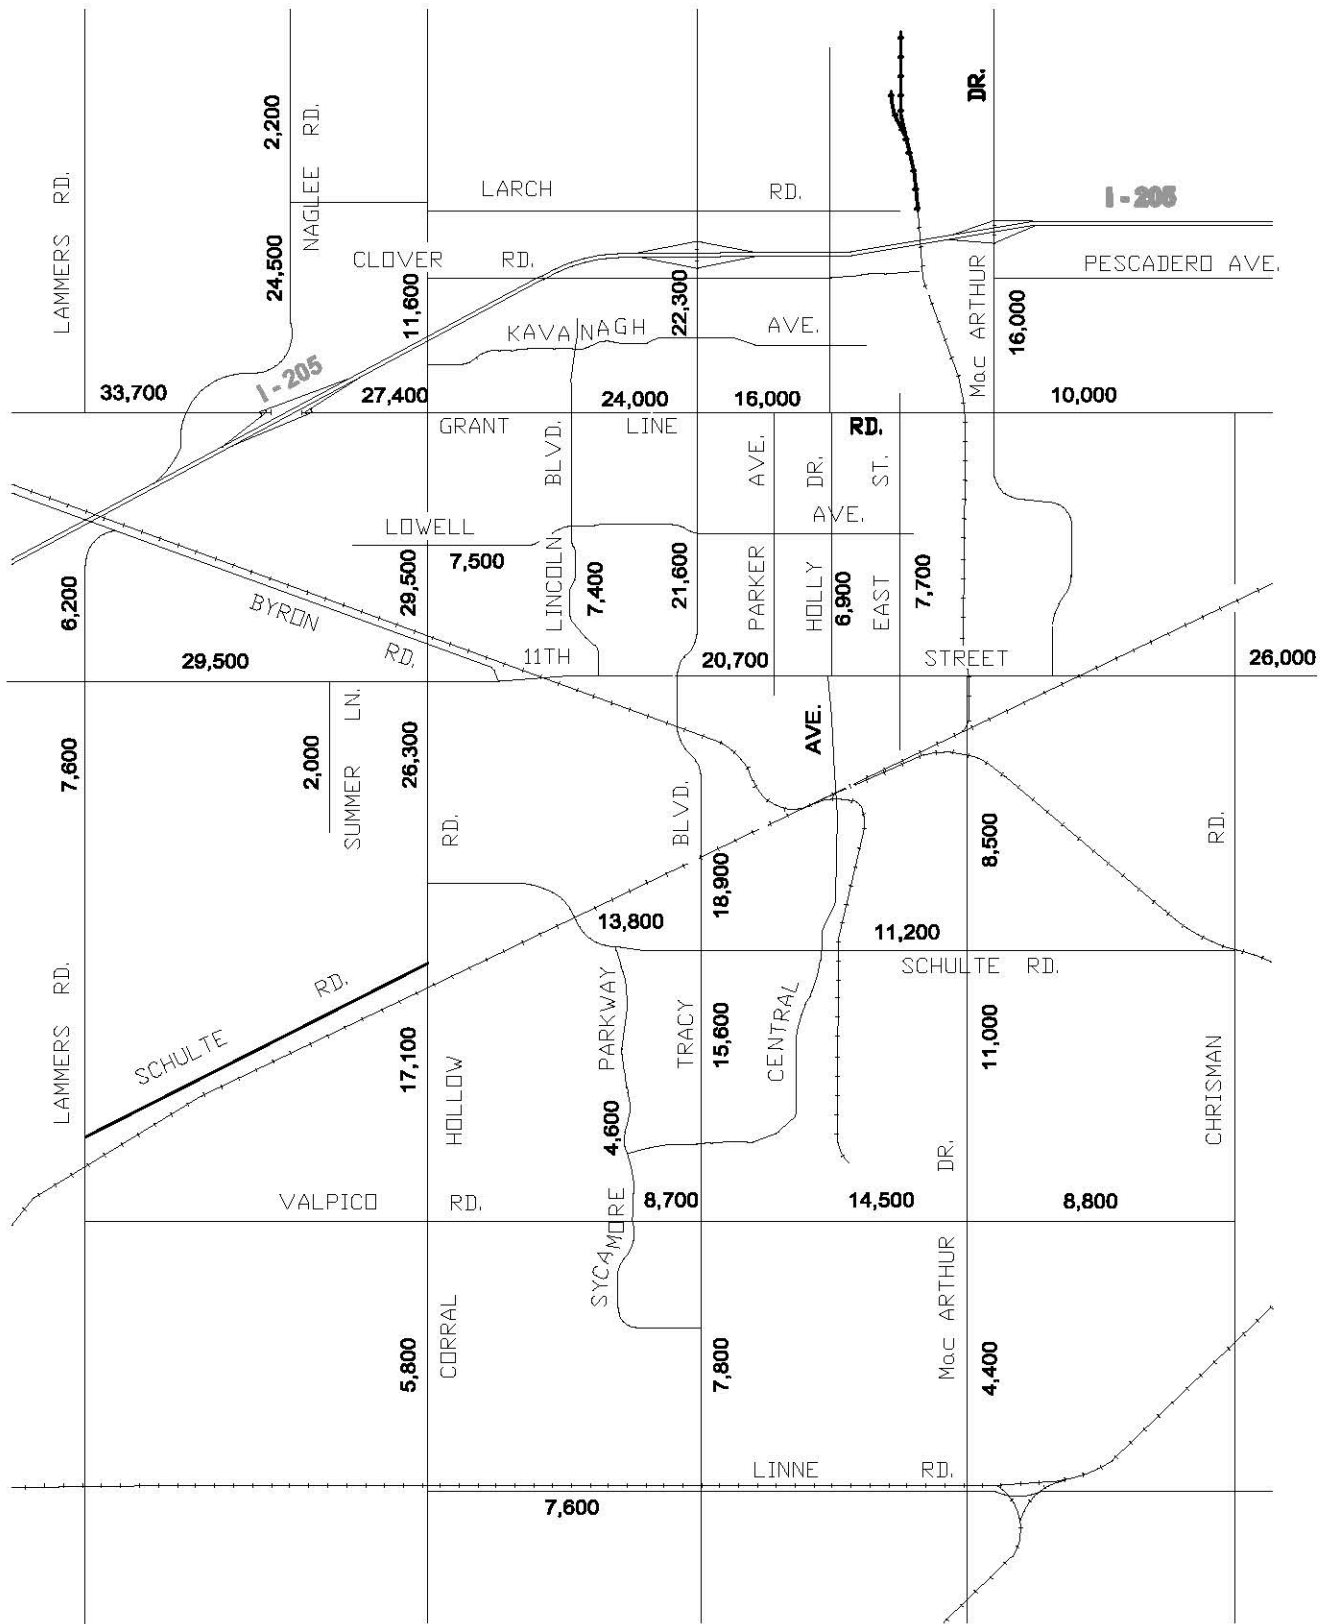 DR.
2,200
NAGLEE RD.
LAMMERS RD.
LARCH RD.
I-205
24,500
CLOVER RD.
PESCADERO AVE.
11,600
22,300
Mac ARTHUR
16,000
KAVANAGH AVE.
I-205
33,700
27,400
24,000
16,000
10,000
GRANT LINE RD.
LINCOLN BLVD.
PARKER AVE.
HOLLY DR.
EAST ST.
LOWELL AVE.
7,500
29,500
7,400
21,600
6,900
7,700
6,200
BYRON RD.
29,500
11TH STREET
20,700
26,000
7,600
2,000
SUMMER LN.
26,300
AVE.
RD.
BLVD.
18,900
8,500
RD.
13,800
11,200
SCHULTE RD.
SCHULTE RD.
LAMMERS RD.
17,100
HOLLOW
PARKWAY
TRACY
15,600
CENTRAL
11,000
CHRISMAN
4,600
DR.
VALPICO RD.
8,700
14,500
8,800
SYCAMORE
5,800
CORRAL
7,800
Mac ARTHUR
4,400
LINNE RD.
7,600